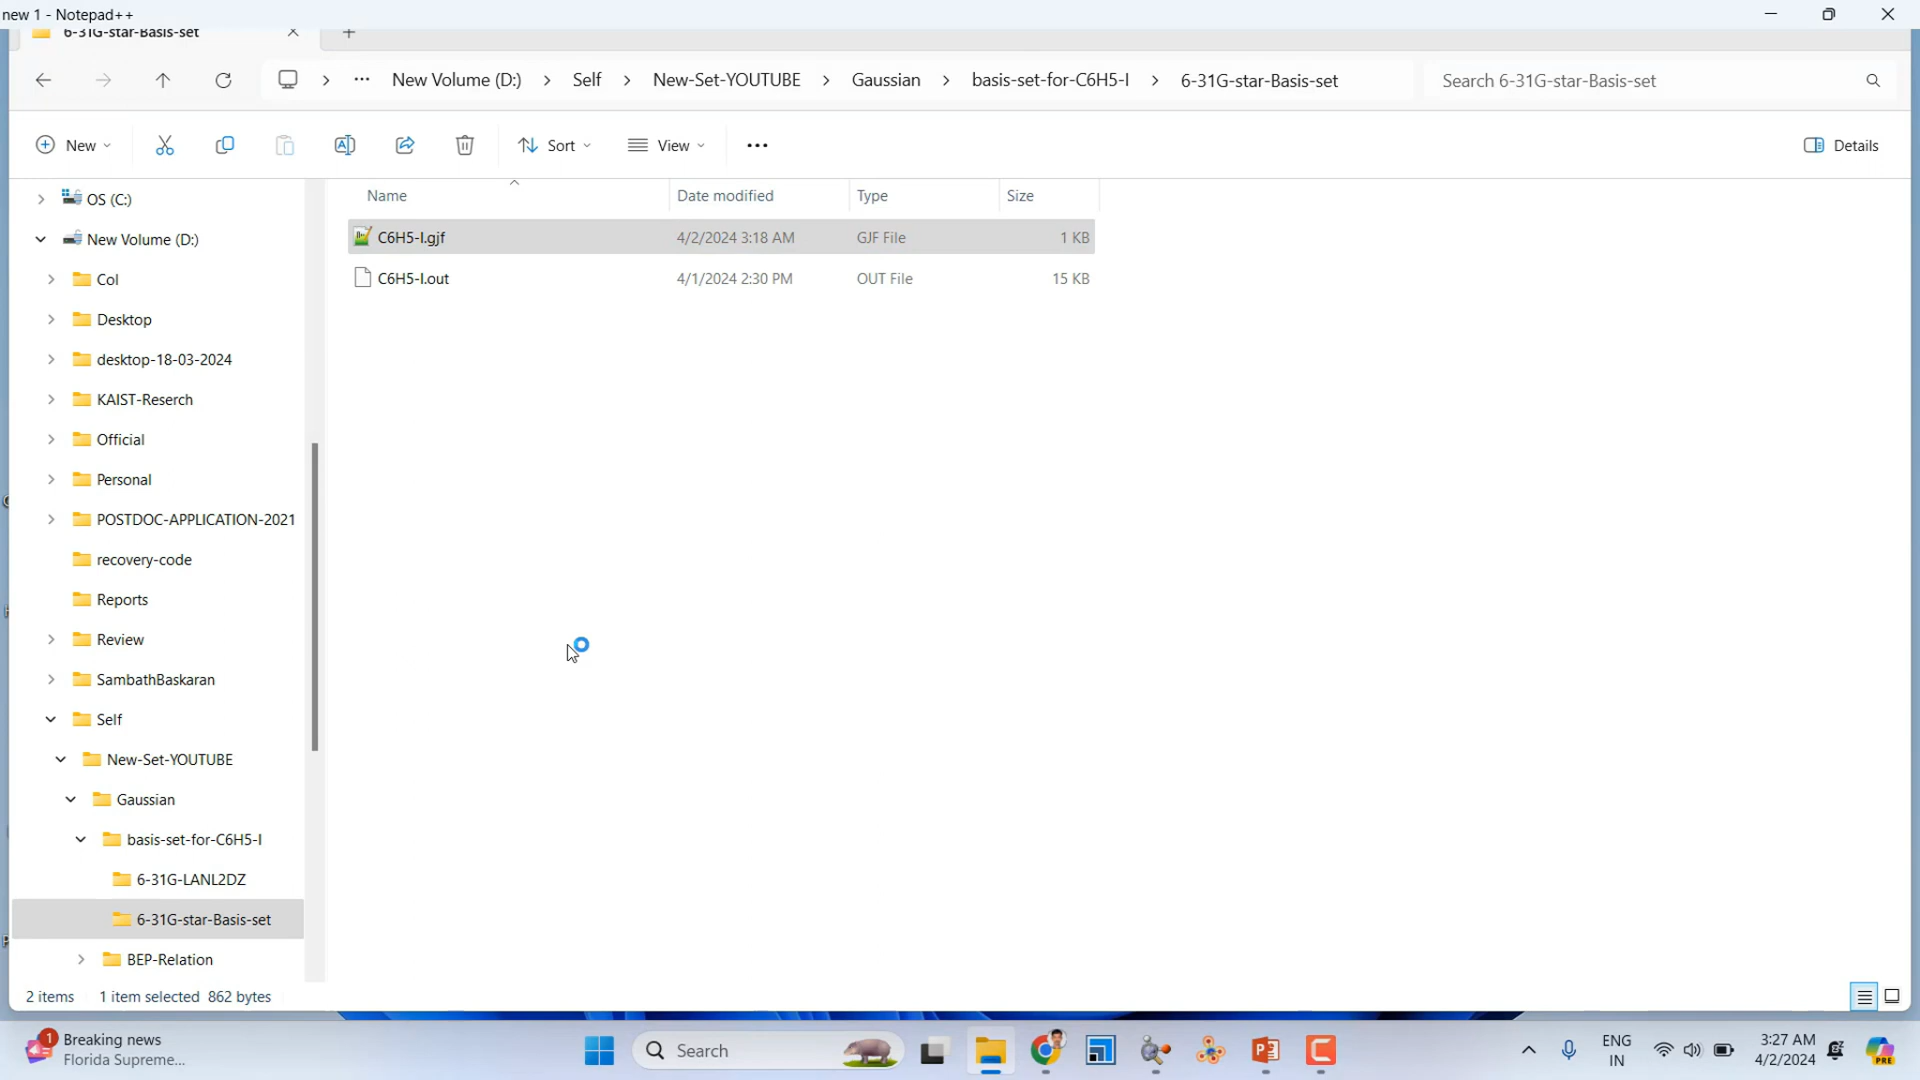 new 1 - Notepad++
6-31G-star-Basis-set
New Volume (D:) Self New-Set-YOUTUBE Gaussian basis-set-for-C6H5-I 6-31G-star-Basis-set
Search 6-31G-star-Basis-set
New Sort View Details
Name Date modified Type Size
C6H5-I.gjf 4/2/2024 3:18 AM GJF File 1 KB
C6H5-I.out 4/1/2024 2:30 PM OUT File 15 KB
OS (C:)
New Volume (D:)
Col
Desktop
desktop-18-03-2024
KAIST-Reserch
Official
Personal
POSTDOC-APPLICATION-2021
recovery-code
Reports
Review
SambathBaskaran
Self
New-Set-YOUTUBE
Gaussian
basis-set-for-C6H5-I
6-31G-LANL2DZ
6-31G-star-Basis-set
BEP-Relation
2 items 1 item selected 862 bytes
1
Breaking news
Florida Supreme...
Search
ENG
IN
3:27 AM
4/2/2024
PRE